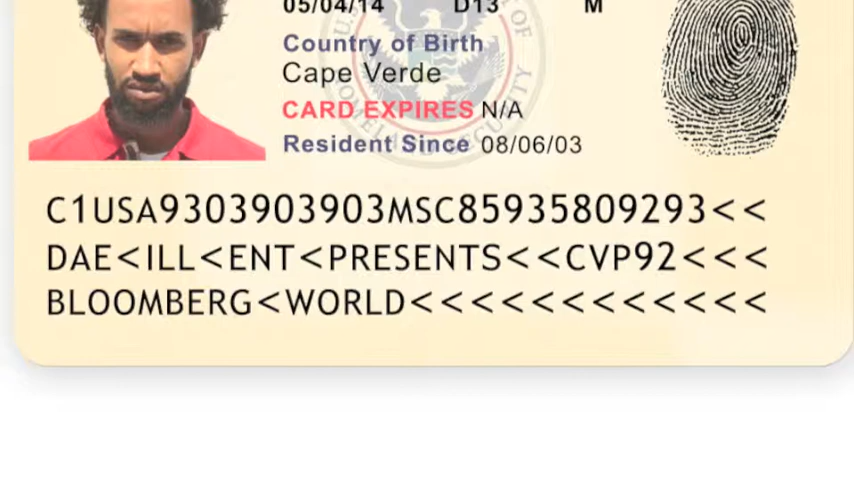 05/04/14 D13 M
Country of Birth
Cape Verde
CARD EXPIRES N/A
Resident Since 08/06/03
C1USA9303903903MSC85935809293<<
DAE<ILL<ENT<PRESENTS<<CVP92<<<
BLOOMBERG<WORLD<<<<<<<<<<<<